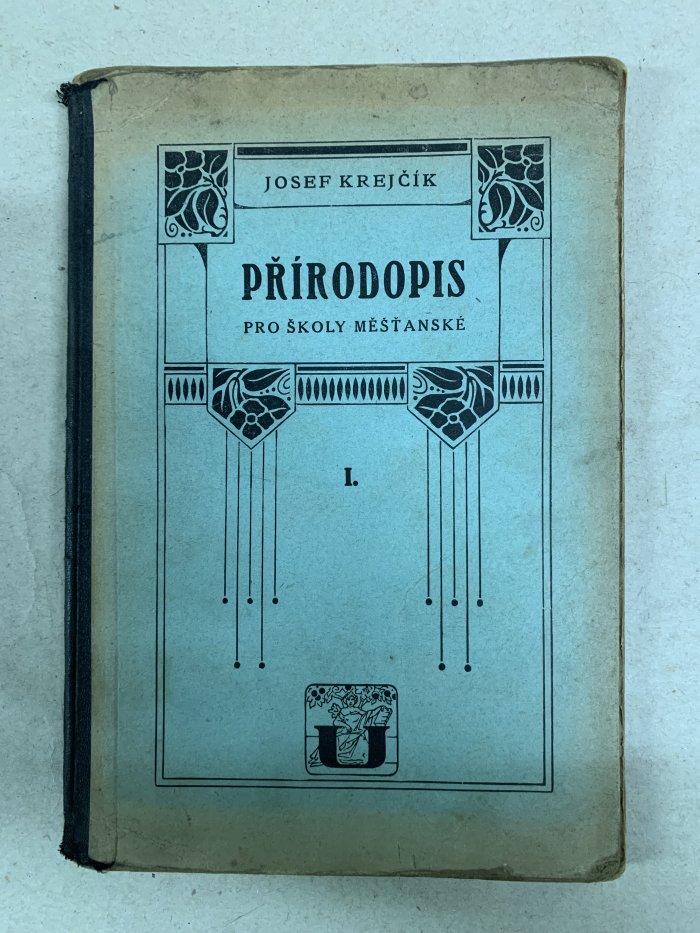 JOSEF KREJČÍK
PŘÍRODOPIS
PRO ŠKOLY MĚŠŤANSKÉ
I.
U